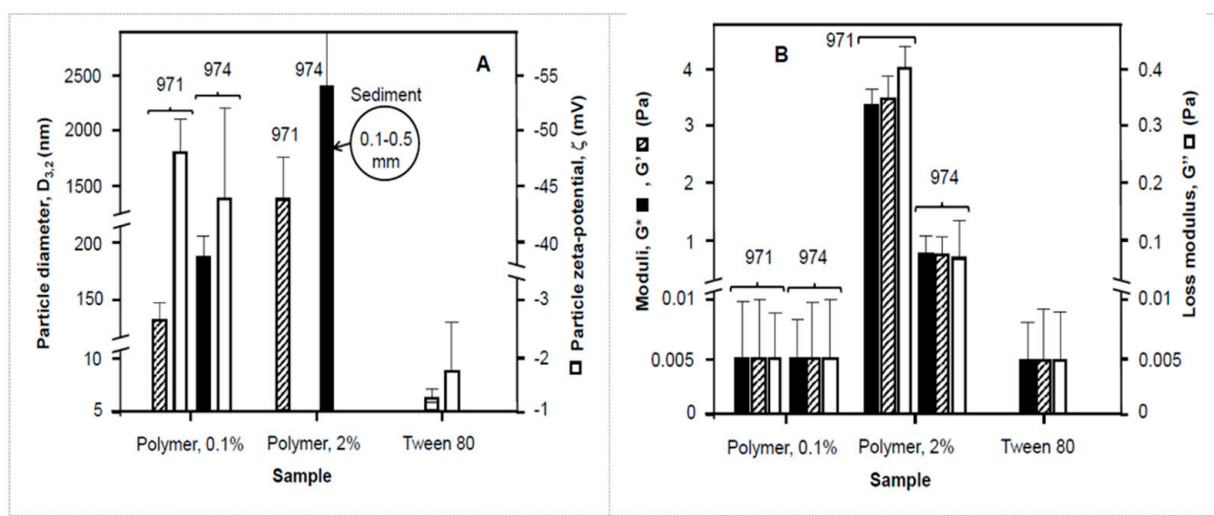 A
Particle diameter, D3,2 (nm)
2500
2000
1500
200
150
10
5
971
974
971
974
Sediment
0.1-0.5
mm
-55
-50
-45
-40
-3
-2
-1
Particle zeta-potential, ζ (mV)
Polymer, 0.1%
Polymer, 2%
Tween 80
Sample
B
Moduli, G* ■ , G’ ▨ (Pa)
4
3
2
1
0.01
0.005
0
971
974
971
974
0.4
0.3
0.2
0.1
0.01
0.005
0
Loss modulus, G’’ □ (Pa)
Polymer, 0.1%
Polymer, 2%
Tween 80
Sample